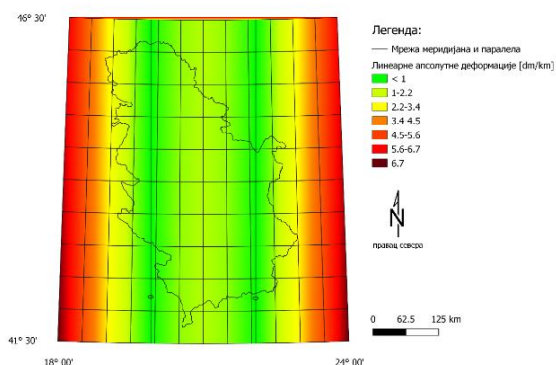 46° 30'
41° 30'
18° 00'
24° 00'
Легенда:
Мрежа меридијана и паралела
Линеарне апсолутне деформације [dm/km]
< 1
1-2.2
2.2-3.4
3.4 4.5
4.5-5.6
5.6-6.7
6.7
N
правац севера
0 62.5 125 km